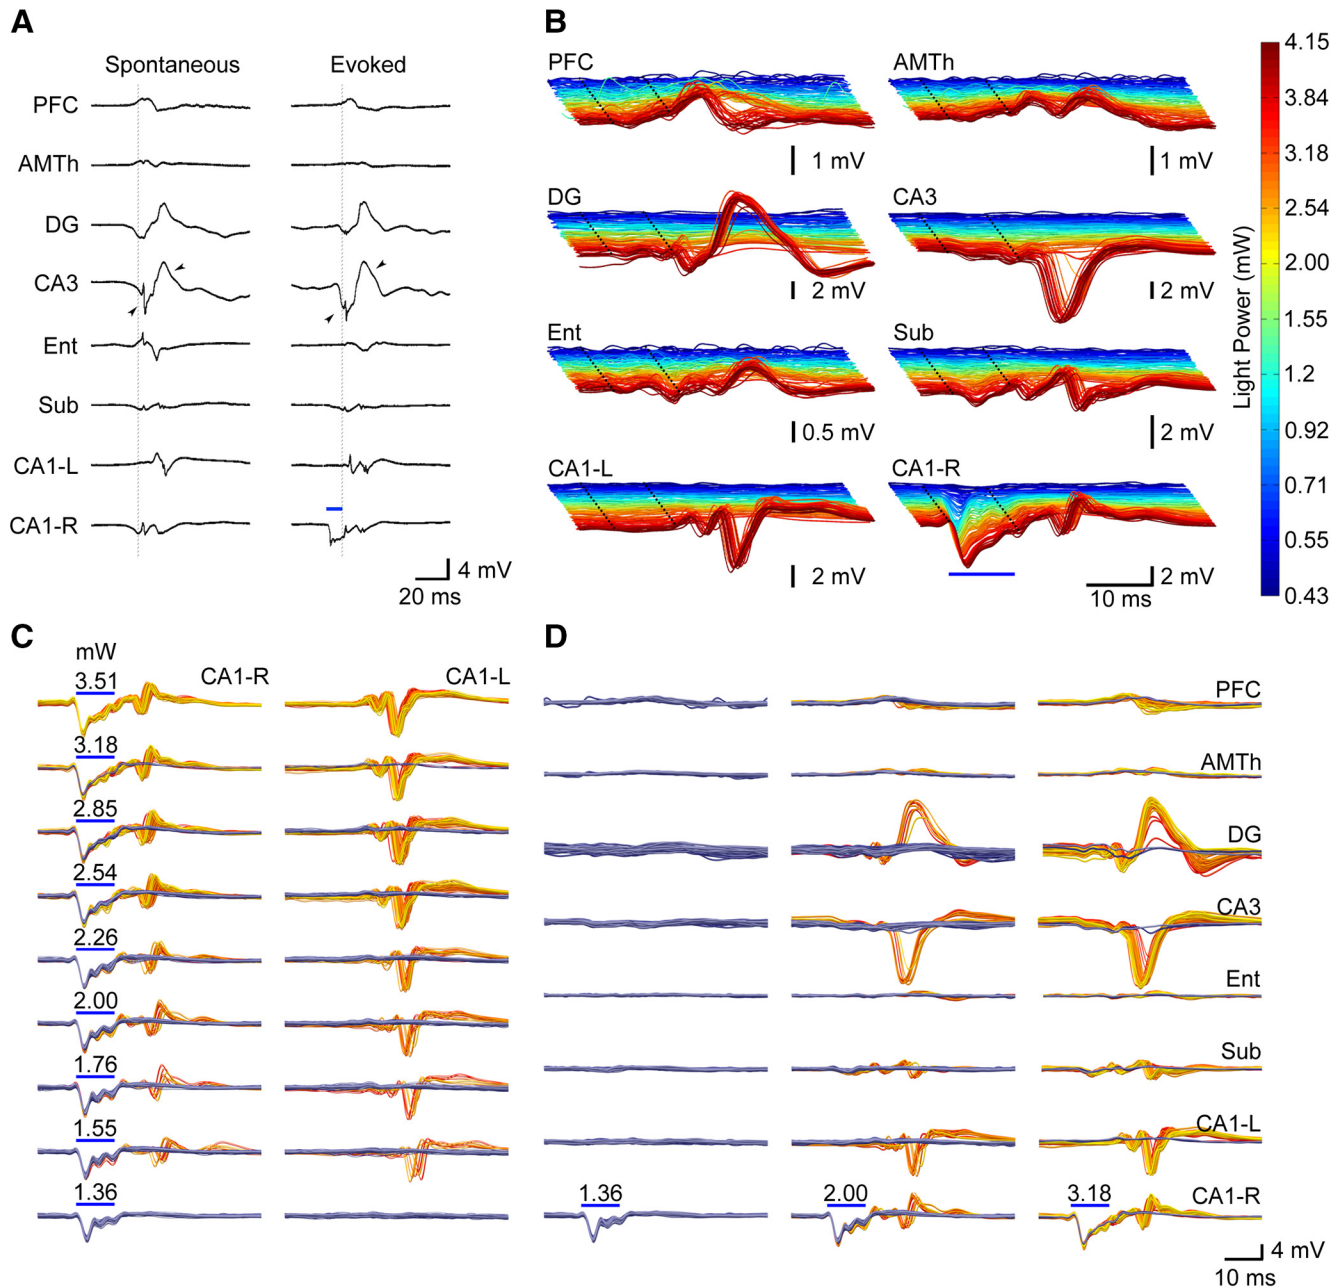 A
Spontaneous
Evoked
PFC
AMTh
DG
CA3
Ent
Sub
CA1-L
CA1-R
4 mV
20 ms
B
PFC
AMTh
1 mV
1 mV
DG
CA3
2 mV
2 mV
Ent
Sub
0.5 mV
2 mV
CA1-L
CA1-R
2 mV
2 mV
10 ms
Light Power (mW)
4.15
3.84
3.18
2.54
2.00
1.55
1.2
0.92
0.71
0.55
0.43
C
mW
3.51
CA1-R
CA1-L
3.18
2.85
2.54
2.26
2.00
1.76
1.55
1.36
D
PFC
AMTh
DG
CA3
Ent
Sub
CA1-L
1.36
2.00
3.18
CA1-R
4 mV
10 ms